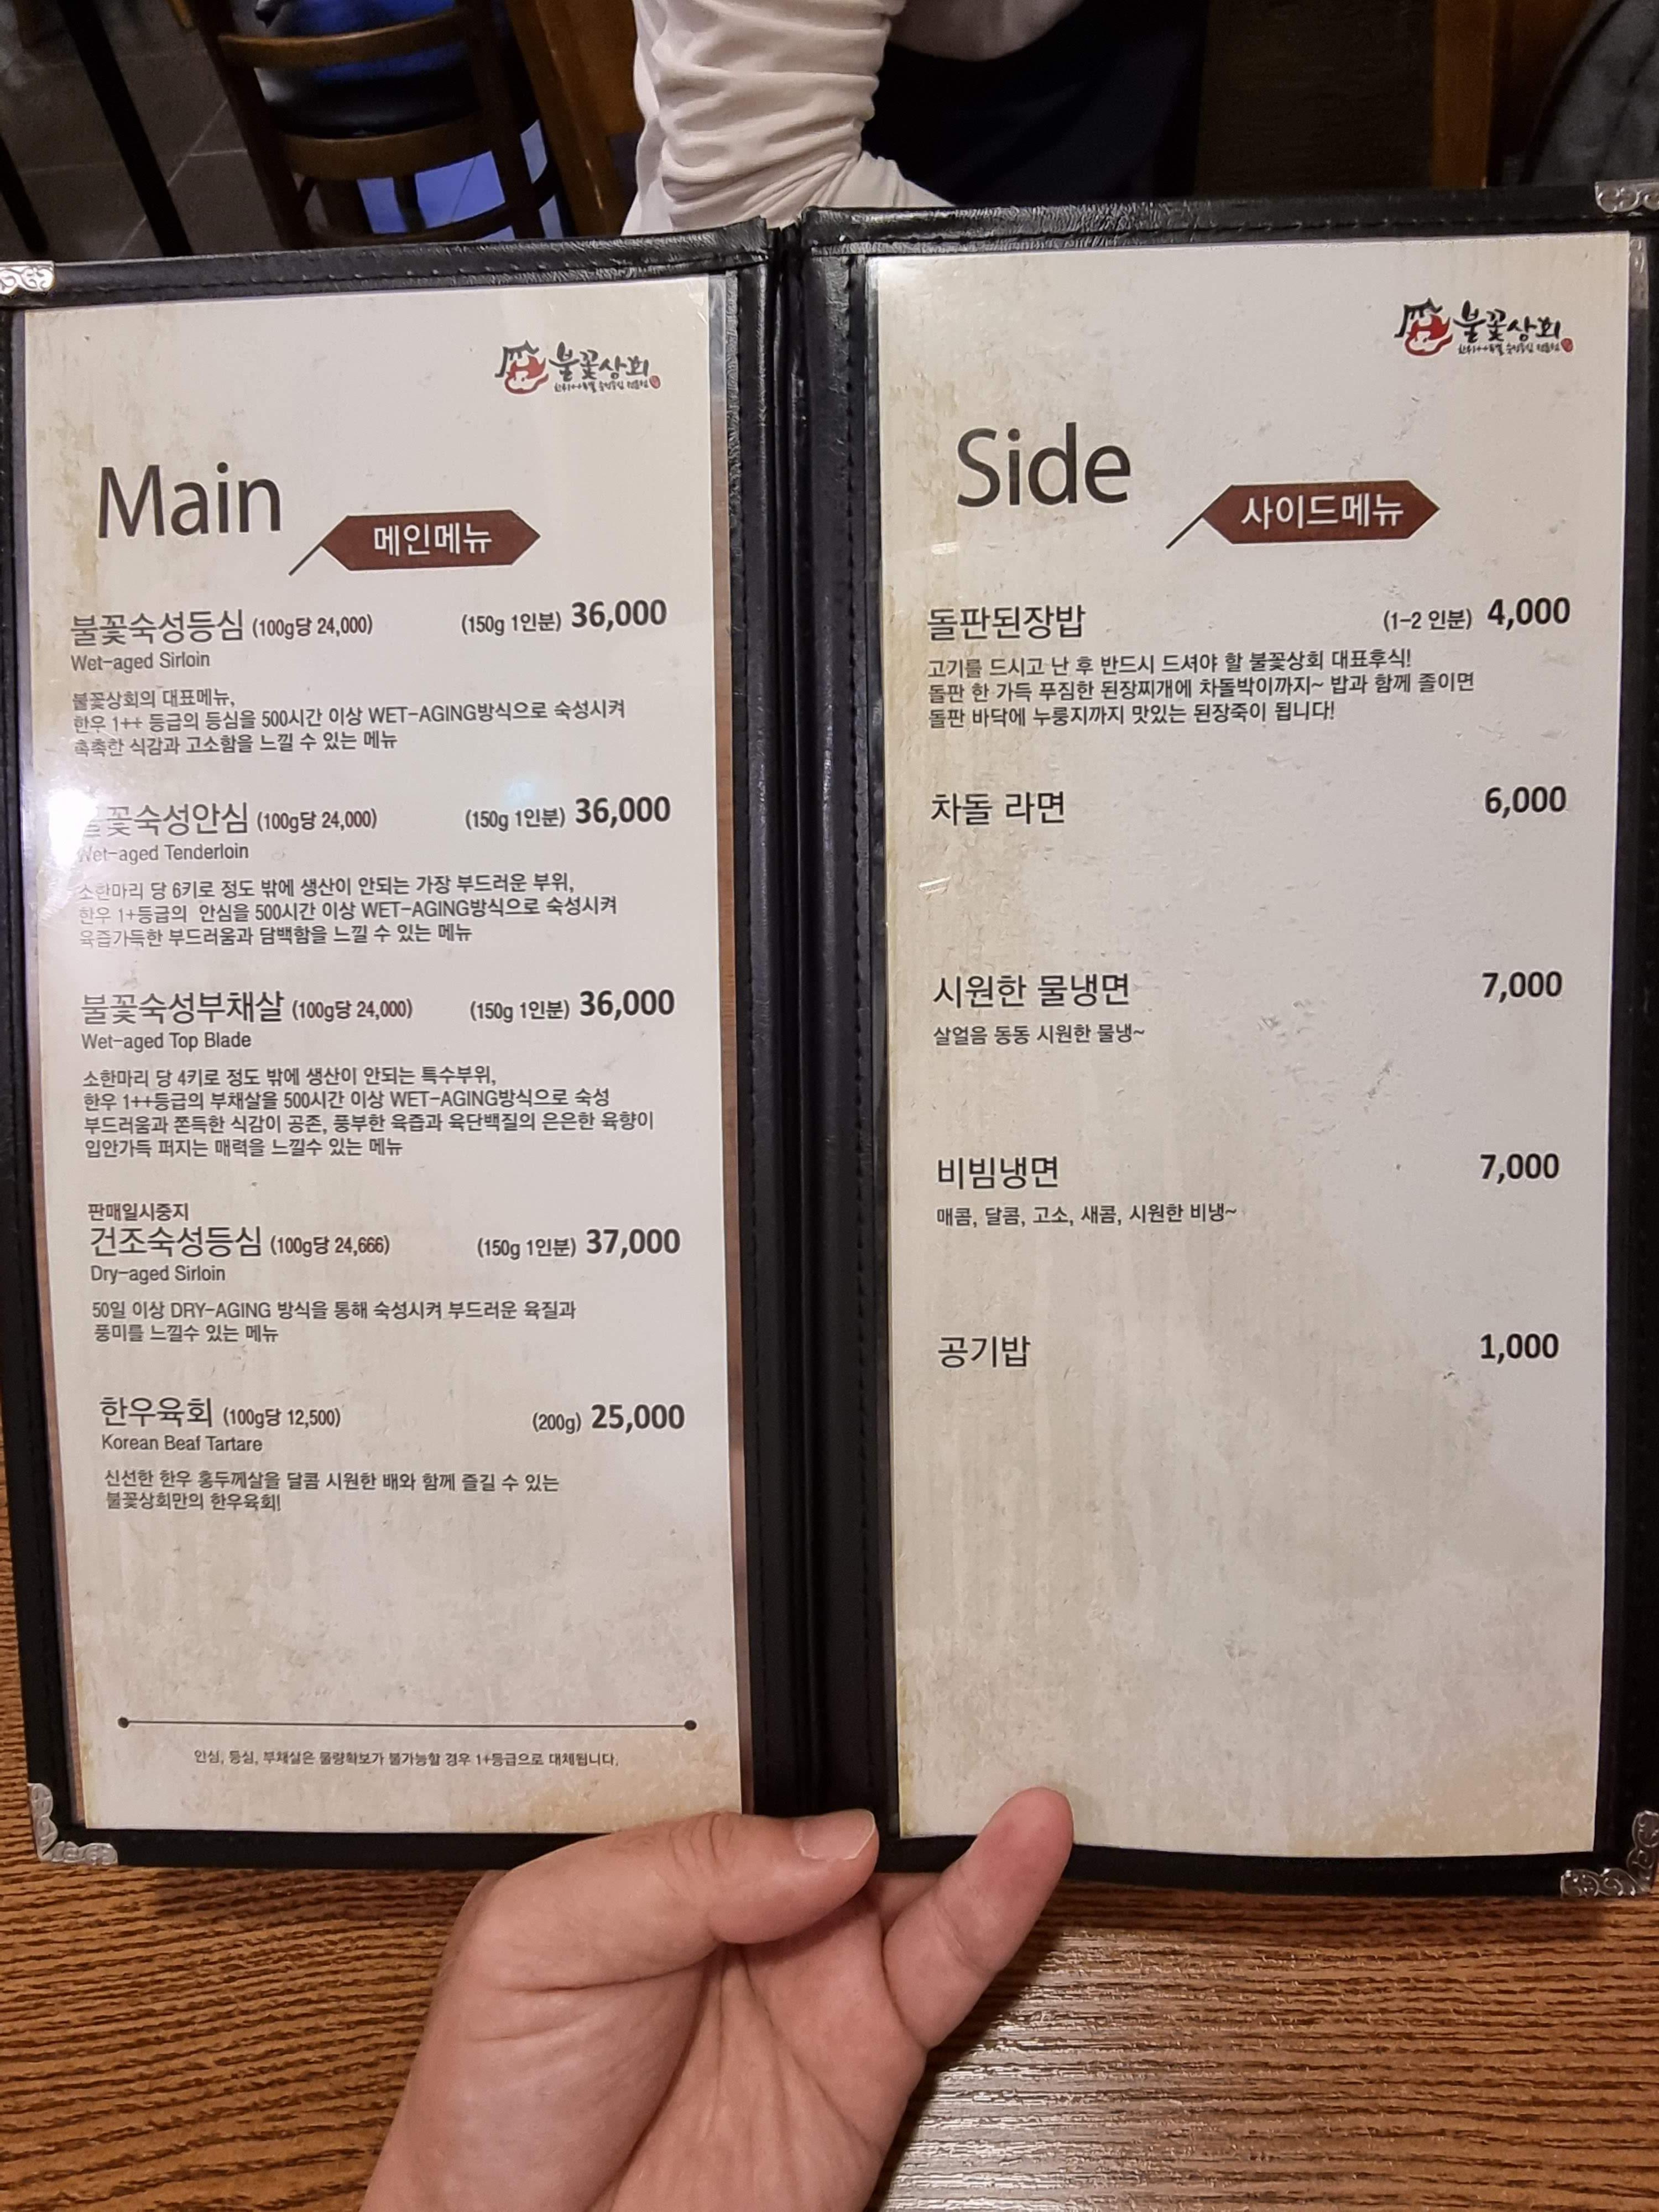 불꽃상회
Main
메인메뉴
불꽃숙성등심 (100g당 24,000) (150g 1인분) 36,000
Wet-aged Sirloin
불꽃상회의 대표메뉴,
한우 1++ 등급의 등심을 500시간 이상 WET-AGING방식으로 숙성시켜
촉촉한 식감과 고소함을 느낄 수 있는 메뉴
불꽃숙성안심 (100g당 24,000) (150g 1인분) 36,000
Wet-aged Tenderloin
소한마리 당 6키로 정도 밖에 생산이 안되는 가장 부드러운 부위,
한우 1+등급의 안심을 500시간 이상 WET-AGING방식으로 숙성시켜
육즙가득한 부드러움과 담백함을 느낄 수 있는 메뉴
불꽃숙성부채살 (100g당 24,000) (150g 1인분) 36,000
Wet-aged Top Blade
소한마리 당 4키로 정도 밖에 생산이 안되는 특수부위,
한우 1++등급의 부채살을 500시간 이상 WET-AGING방식으로 숙성
부드러움과 쫀득한 식감이 공존, 풍부한 육즙과 육단백질의 은은한 육향이
입안가득 퍼지는 매력을 느낄수 있는 메뉴
판매일시중지
건조숙성등심 (100g당 24,666) (150g 1인분) 37,000
Dry-aged Sirloin
50일 이상 DRY-AGING 방식을 통해 숙성시켜 부드러운 육질과
풍미를 느낄수 있는 메뉴
한우육회 (100g당 12,500) (200g) 25,000
Korean Beaf Tartare
신선한 한우 홍두께살을 달콤 시원한 배와 함께 즐길 수 있는
불꽃상회만의 한우육회!
안심, 등심, 부채살은 물량확보가 불가능할 경우 1+등급으로 대체됩니다.
불꽃상회
Side
사이드메뉴
돌판된장밥 (1-2 인분) 4,000
고기를 드시고 난 후 반드시 드셔야 할 불꽃상회 대표후식!
돌판 한 가득 푸짐한 된장찌개에 차돌박이까지~ 밥과 함께 졸이면
돌판 바닥에 누룽지까지 맛있는 된장죽이 됩니다!
차돌 라면 6,000
시원한 물냉면 7,000
살얼음 동동 시원한 물냉~
비빔냉면 7,000
매콤, 달콤, 고소, 새콤, 시원한 비냉~
공기밥 1,000